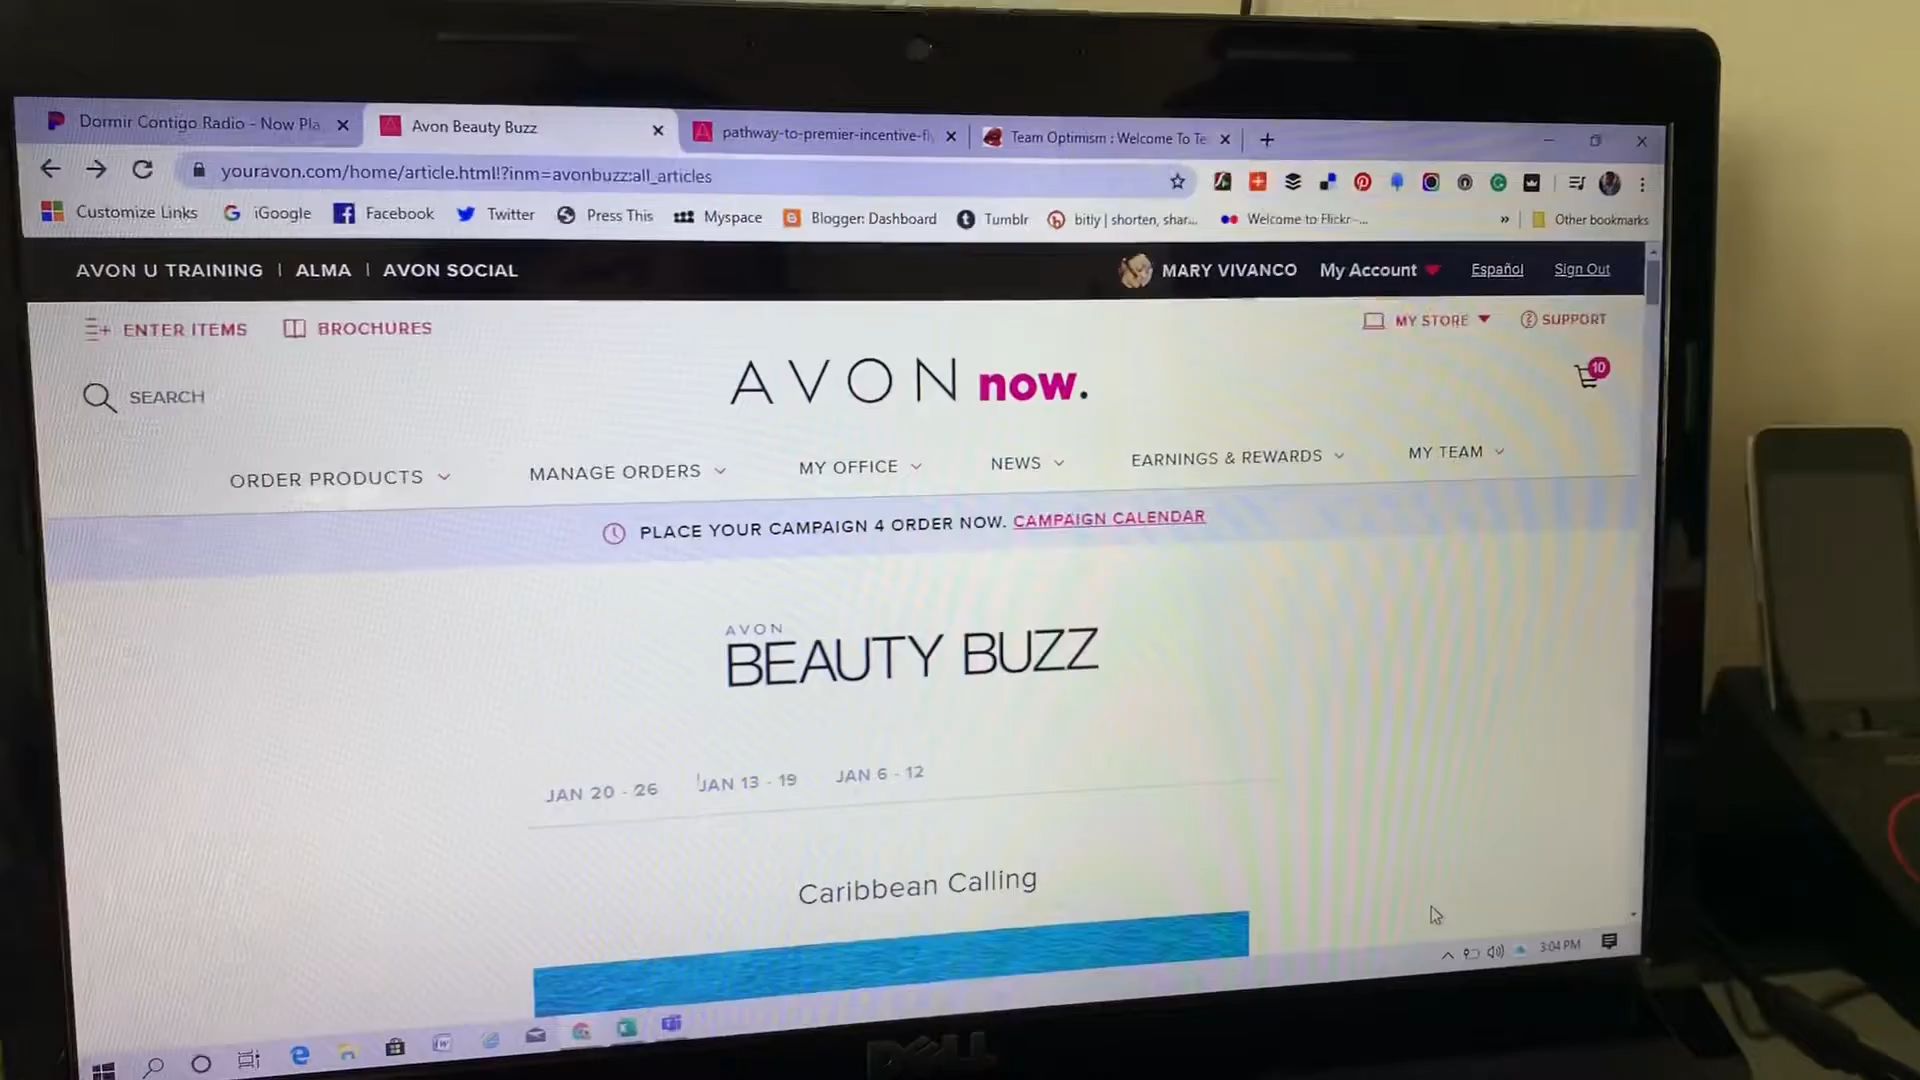 Dormir Contigo Radio - Now Pla
Avon Beauty Buzz
pathway-to-premier-incentive-fl
Team Optimism : Welcome To Te
youravon.com/home/article.html!?inm=avonbuzz:all_articles
Customize Links
iGoogle
Facebook
Twitter
Press This
Myspace
Blogger: Dashboard
Tumblr
bitly | shorten, shar...
Welcome to Flickr -...
» Other bookmarks
AVON U TRAINING | ALMA | AVON SOCIAL
MARY VIVANCO My Account Español Sign Out
ENTER ITEMS BROCHURES
MY STORE SUPPORT
SEARCH
AVON now.
10
ORDER PRODUCTS MANAGE ORDERS MY OFFICE NEWS EARNINGS & REWARDS MY TEAM
PLACE YOUR CAMPAIGN 4 ORDER NOW. CAMPAIGN CALENDAR
AVON
BEAUTY BUZZ
JAN 20 - 26 JAN 13 - 19 JAN 6 - 12
Caribbean Calling
3:04 PM
DELL